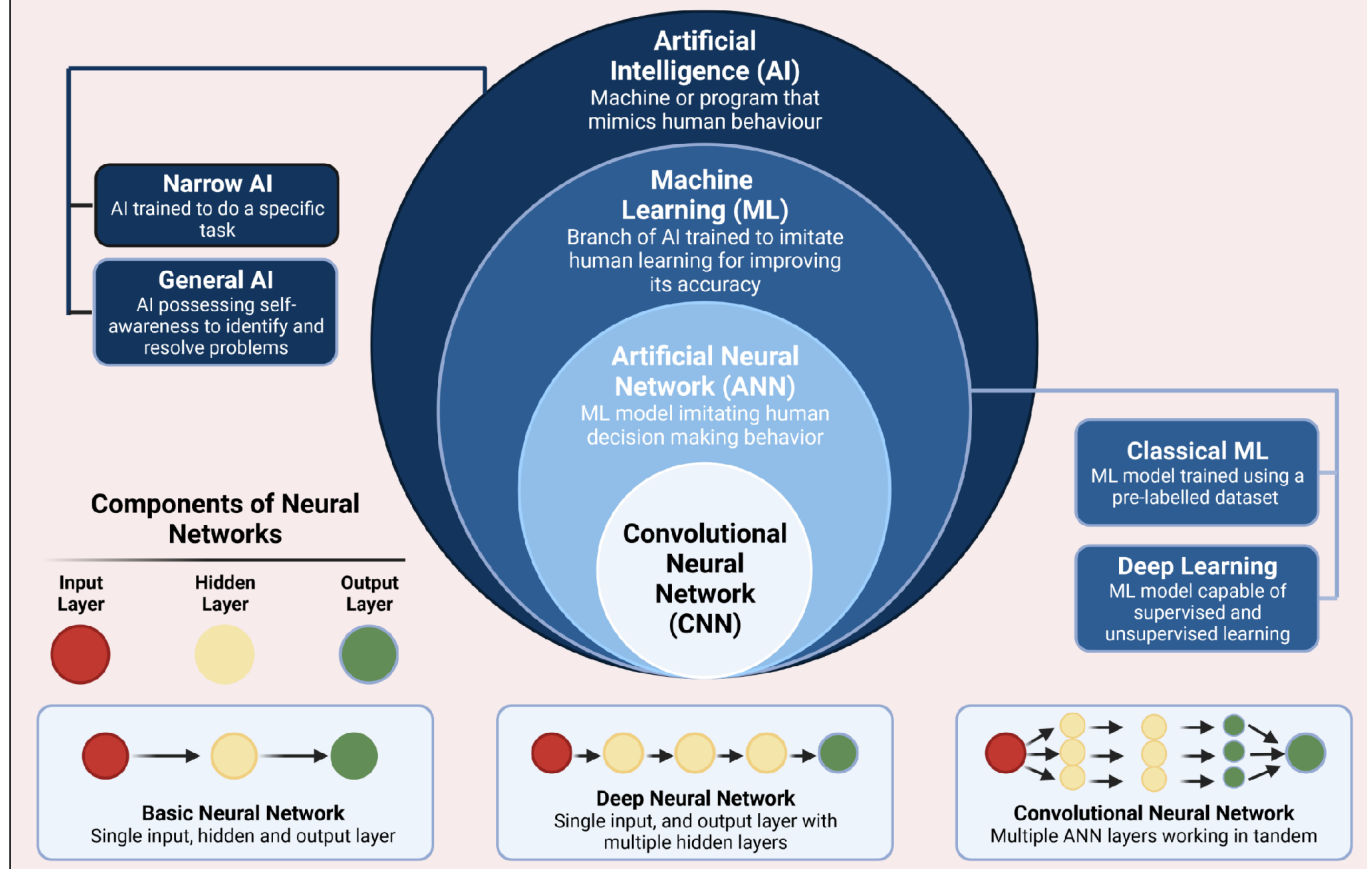 Artificial
Intelligence (AI)
Machine or program that
mimics human behaviour
Narrow AI
AI trained to do a specific
task
General AI
AI possessing self-
awareness to identify and
resolve problems
Machine
Learning (ML)
Branch of AI trained to imitate
human learning for improving
its accuracy
Artificial Neural
Network (ANN)
ML model imitating human
decision making behavior
Convolutional
Neural
Network
(CNN)
Classical ML
ML model trained using a
pre-labelled dataset
Deep Learning
ML model capable of
supervised and
unsupervised learning
Components of Neural
Networks
Input
Layer
Hidden
Layer
Output
Layer
Basic Neural Network
Single input, hidden and output layer
Deep Neural Network
Single input, and output layer with
multiple hidden layers
Convolutional Neural Network
Multiple ANN layers working in tandem